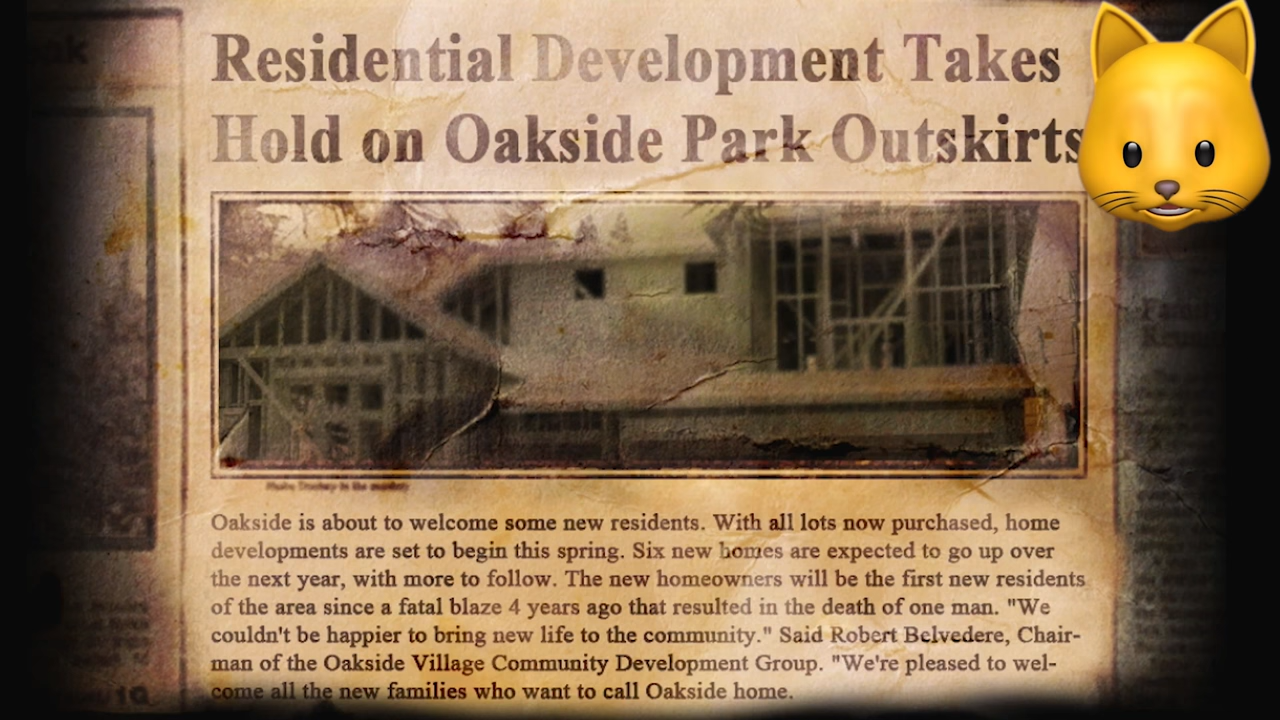 Residential Development Takes
Hold on Oakside Park Outskirts
Oakside is about to welcome some new residents. With all lots now purchased, home
developments are set to begin this spring. Six new homes are expected to go up over
the next year, with more to follow. The new homeowners will be the first new residents
of the area since a fatal blaze 4 years ago that resulted in the death of one man. "We
couldn't be happier to bring new life to the community." Said Robert Belvedere, Chair-
man of the Oakside Village Community Development Group. "We're pleased to wel-
come all the new families who want to call Oakside home.